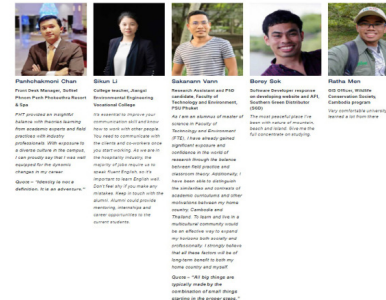 Panhchakmoni Chan
Front Desk Manager, Sofitel
Phnom Penh Phokeethra Resort
& Spa
FHT provided an insightful
balance with theories learning
from academic experts and field
practices with industry
professionals. With exposure to
a diverse culture in the campus,
I can proudly say that I was well
equipped for the dynamic
changes in my career.
Quote – "Identity is not a
definition. It is an adventure."
Sikun Li
College teacher, Jiangxi
Environmental Engineering
Vocational College
It's essential to improve your
communication skill and know
how to work with other people.
You need to communicate with
the clients and co-workers once
you start working. As we are in
the hospitality industry, the
majority of jobs require us to
speak fluent English, so it's
important to learn English well.
Don't feel shy if you make any
mistakes. Keep in touch with the
alumni. Alumni could provide
mentoring, internships and
career opportunities to the
current students.
Sakanann Vann
Research Assistant and PhD
candidate, Faculty of
Technology and Environment,
PSU Phuket
As I am an alumnus of master of
science in Faculty of
Technology and Environment
(FTE), I have already gained
significant exposure and
confidence in the world of
research through the balance
between field practice and
classroom theory. Additionally, I
have been able to distinguish
the similarities and contexts of
academic curriculums and other
motivations between my home
country, Cambodia and
Thailand. To learn and live in a
multicultural community would
be an effective way to expand
my horizons both socially and
professionally. I strongly believe
that all these factors will be of
long-term benefit to both my
home country and myself.
Quote – "All big things are
typically made by the
combination of small things
starting in the proper steps."
Borey Sok
Software Developer response
on developing website and API,
Southern Green Distributor
(SGD)
The most peaceful place I've
been with nature of mountain,
beach and island. Give me the
full concentrate on studying.
Ratha Men
GIS Officer, Wildlife
Conservation Society,
Cambodia program
Very comfortable university
learned a lot from there